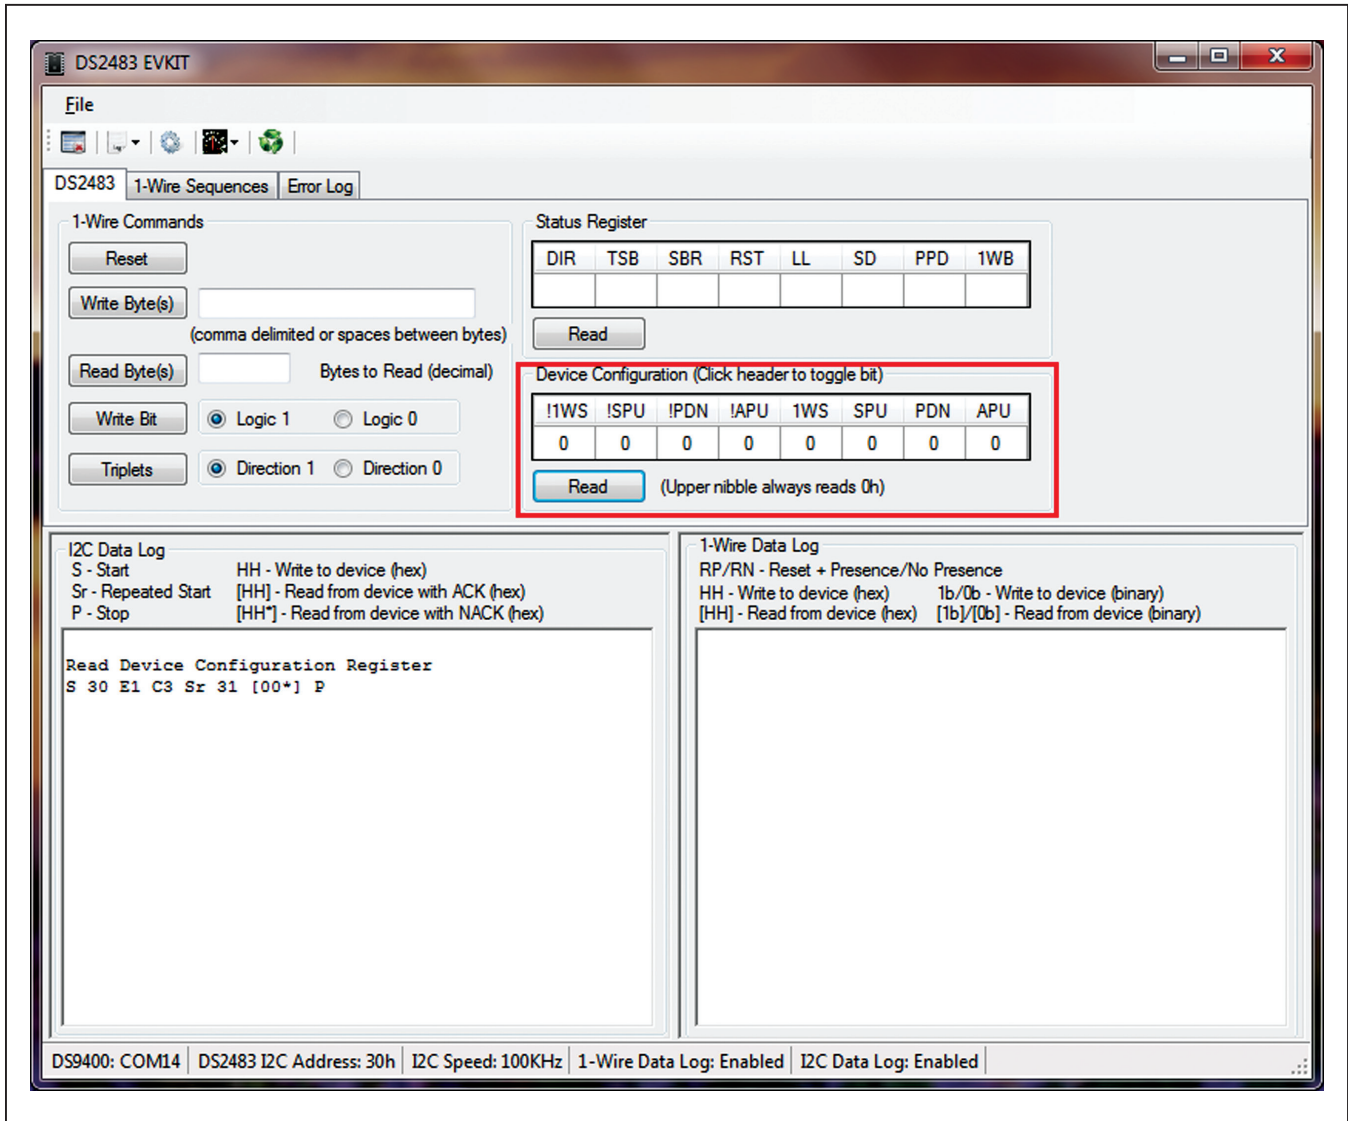 DS2483 EVKIT
File
DS2483 1-Wire Sequences Error Log
1-Wire Commands
Reset
Write Byte(s)
(comma delimited or spaces between bytes)
Read Byte(s) Bytes to Read (decimal)
Write Bit Logic 1 Logic 0
Triplets Direction 1 Direction 0
Status Register
DIR TSB SBR RST LL SD PPD 1WB
Read
Device Configuration (Click header to toggle bit)
!1WS !SPU !PDN !APU 1WS SPU PDN APU
0 0 0 0 0 0 0 0
Read (Upper nibble always reads 0h)
I2C Data Log
S - Start HH - Write to device (hex)
Sr - Repeated Start [HH] - Read from device with ACK (hex)
P - Stop [HH*] - Read from device with NACK (hex)
Read Device Configuration Register
S 30 E1 C3 Sr 31 [00*] P
1-Wire Data Log
RP/RN - Reset + Presence/No Presence
HH - Write to device (hex) 1b/0b - Write to device (binary)
[HH] - Read from device (hex) [1b]/[0b] - Read from device (binary)
DS9400: COM14 DS2483 I2C Address: 30h I2C Speed: 100KHz 1-Wire Data Log: Enabled I2C Data Log: Enabled